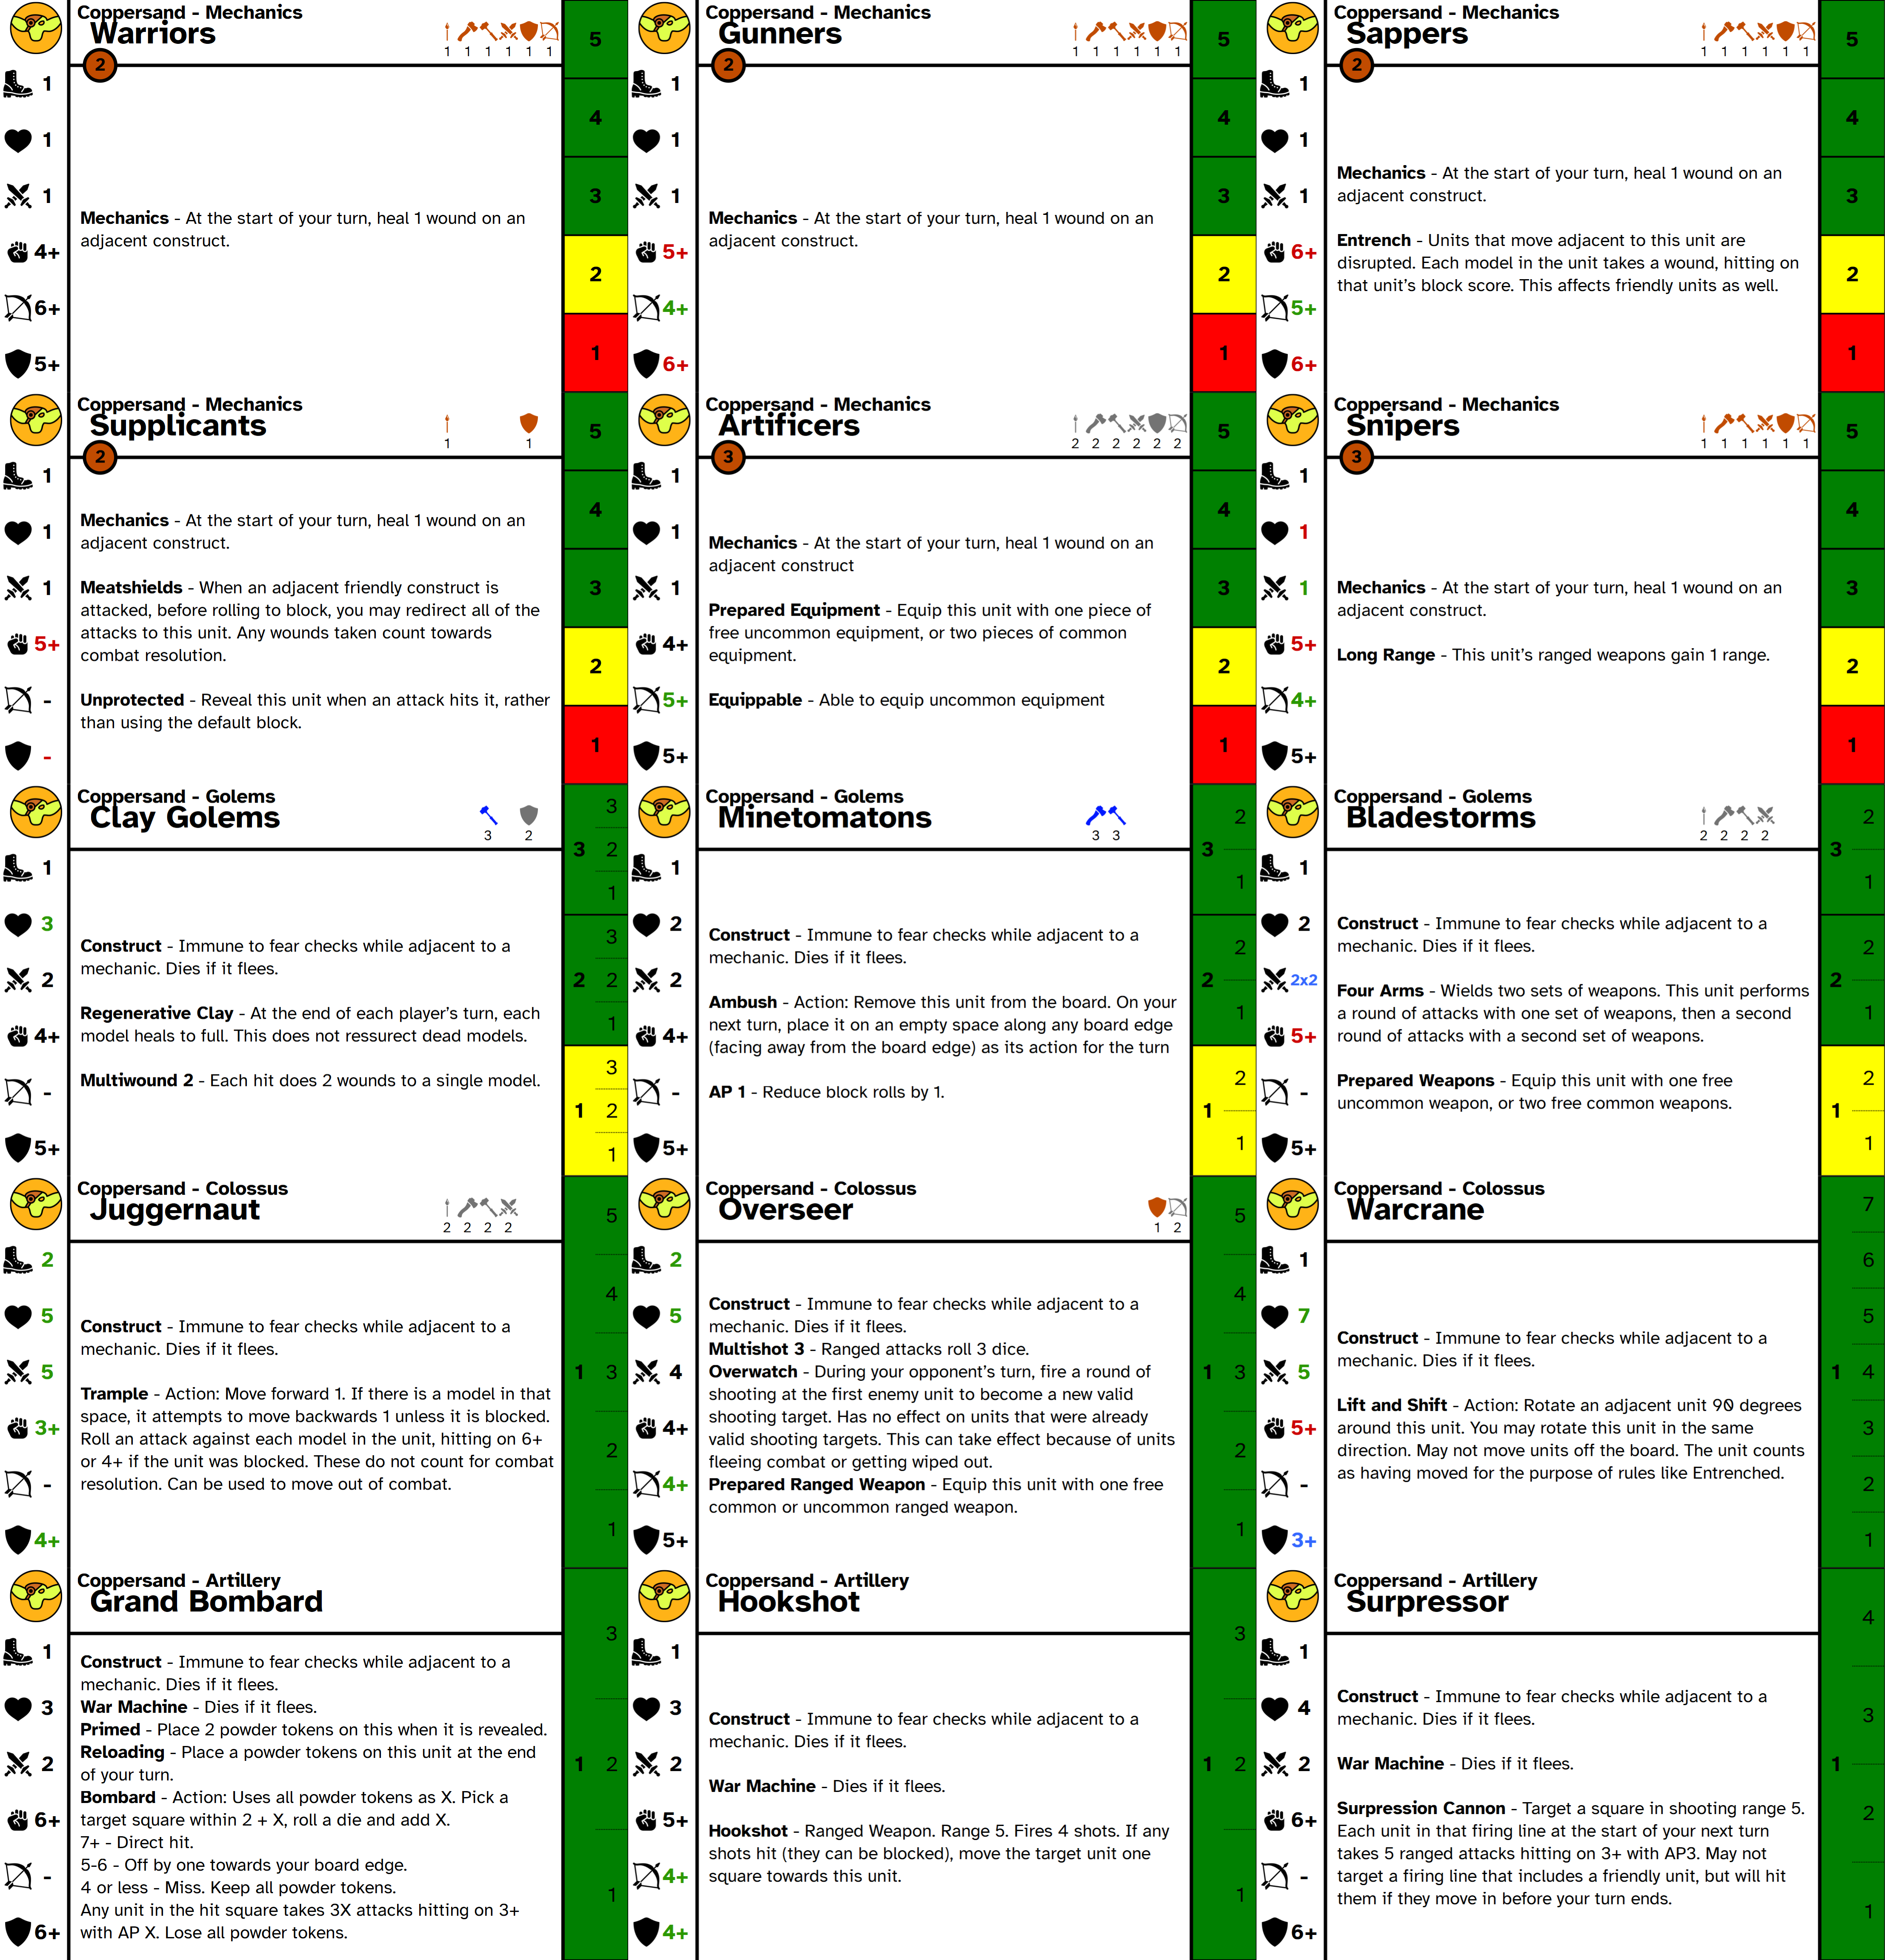 Coppersand - Mechanics
Warriors
1 1 1 1 1 1
2
1
1
1
4+
6+
5+
Mechanics - At the start of your turn, heal 1 wound on an
adjacent construct.
5
4
3
2
1
Coppersand - Mechanics
Gunners
1 1 1 1 1 1
2
1
1
1
5+
4+
6+
Mechanics - At the start of your turn, heal 1 wound on an
adjacent construct.
5
4
3
2
1
Coppersand - Mechanics
Sappers
1 1 1 1 1 1
2
1
1
1
6+
5+
6+
Mechanics - At the start of your turn, heal 1 wound on an
adjacent construct.
Entrench - Units that move adjacent to this unit are
disrupted. Each model in the unit takes a wound, hitting on
that unit's block score. This affects friendly units as well.
5
4
3
2
1
Coppersand - Mechanics
Supplicants
1 1
2
1
1
1
5+
-
-
Mechanics - At the start of your turn, heal 1 wound on an
adjacent construct.
Meatshields - When an adjacent friendly construct is
attacked, before rolling to block, you may redirect all of the
attacks to this unit. Any wounds taken count towards
combat resolution.
Unprotected - Reveal this unit when an attack hits it, rather
than using the default block.
5
4
3
2
1
Coppersand - Mechanics
Artificers
2 2 2 2 2 2
3
1
1
1
4+
5+
5+
Mechanics - At the start of your turn, heal 1 wound on an
adjacent construct
Prepared Equipment - Equip this unit with one piece of
free uncommon equipment, or two pieces of common
equipment.
Equippable - Able to equip uncommon equipment
5
4
3
2
1
Coppersand - Mechanics
Snipers
1 1 1 1 1 1
3
1
1
1
5+
4+
5+
Mechanics - At the start of your turn, heal 1 wound on an
adjacent construct.
Long Range - This unit's ranged weapons gain 1 range.
5
4
3
2
1
Coppersand - Golems
Clay Golems
3 2
1
3
2
4+
-
5+
Construct - Immune to fear checks while adjacent to a
mechanic. Dies if it flees.
Regenerative Clay - At the end of each player's turn, each
model heals to full. This does not ressurect dead models.
Multiwound 2 - Each hit does 2 wounds to a single model.
3
3 2
1
3
2 2
1
3
1 2
1
Coppersand - Golems
Minetomatons
3 3
1
2
2
4+
-
5+
Construct - Immune to fear checks while adjacent to a
mechanic. Dies if it flees.
Ambush - Action: Remove this unit from the board. On your
next turn, place it on an empty space along any board edge
(facing away from the board edge) as its action for the turn
AP 1 - Reduce block rolls by 1.
2
3
1
2
2
1
2
1
1
Coppersand - Golems
Bladestorms
2 2 2 2
1
2
2x2
5+
-
5+
Construct - Immune to fear checks while adjacent to a
mechanic. Dies if it flees.
Four Arms - Wields two sets of weapons. This unit performs
a round of attacks with one set of weapons, then a second
round of attacks with a second set of weapons.
Prepared Weapons - Equip this unit with one free
uncommon weapon, or two free common weapons.
2
3
1
2
2
1
2
1
1
Coppersand - Colossus
Juggernaut
2 2 2 2
2
5
5
3+
-
4+
Construct - Immune to fear checks while adjacent to a
mechanic. Dies if it flees.
Trample - Action: Move forward 1. If there is a model in that
space, it attempts to move backwards 1 unless it is blocked.
Roll an attack against each model in the unit, hitting on 6+
or 4+ if the unit was blocked. These do not count for combat
resolution. Can be used to move out of combat.
5
4
1 3
2
1
Coppersand - Colossus
Overseer
1 2
2
5
4
4+
4+
5+
Construct - Immune to fear checks while adjacent to a
mechanic. Dies if it flees.
Multishot 3 - Ranged attacks roll 3 dice.
Overwatch - During your opponent's turn, fire a round of
shooting at the first enemy unit to become a new valid
shooting target. Has no effect on units that were already
valid shooting targets. This can take effect because of units
fleeing combat or getting wiped out.
Prepared Ranged Weapon - Equip this unit with one free
common or uncommon ranged weapon.
5
4
1 3
2
1
Coppersand - Colossus
Warcrane
1
7
5
5+
-
3+
Construct - Immune to fear checks while adjacent to a
mechanic. Dies if it flees.
Lift and Shift - Action: Rotate an adjacent unit 90 degrees
around this unit. You may rotate this unit in the same
direction. May not move units off the board. The unit counts
as having moved for the purpose of rules like Entrenched.
7
6
5
1 4
3
2
1
Coppersand - Artillery
Grand Bombard
1
3
2
6+
-
6+
Construct - Immune to fear checks while adjacent to a
mechanic. Dies if it flees.
War Machine - Dies if it flees.
Primed - Place 2 powder tokens on this when it is revealed.
Reloading - Place a powder tokens on this unit at the end
of your turn.
Bombard - Action: Uses all powder tokens as X. Pick a
target square within 2 + X, roll a die and add X.
7+ - Direct hit.
5-6 - Off by one towards your board edge.
4 or less - Miss. Keep all powder tokens.
Any unit in the hit square takes 3X attacks hitting on 3+
with AP X. Lose all powder tokens.
3
1 2
1
Coppersand - Artillery
Hookshot
1
3
2
5+
4+
4+
Construct - Immune to fear checks while adjacent to a
mechanic. Dies if it flees.
War Machine - Dies if it flees.
Hookshot - Ranged Weapon. Range 5. Fires 4 shots. If any
shots hit (they can be blocked), move the target unit one
square towards this unit.
3
1 2
1
Coppersand - Artillery
Surpressor
1
4
2
6+
-
6+
Construct - Immune to fear checks while adjacent to a
mechanic. Dies if it flees.
War Machine - Dies if it flees.
Surpression Cannon - Target a square in shooting range 5.
Each unit in that firing line at the start of your next turn
takes 5 ranged attacks hitting on 3+ with AP3. May not
target a firing line that includes a friendly unit, but will hit
them if they move in before your turn ends.
4
3
1
2
1